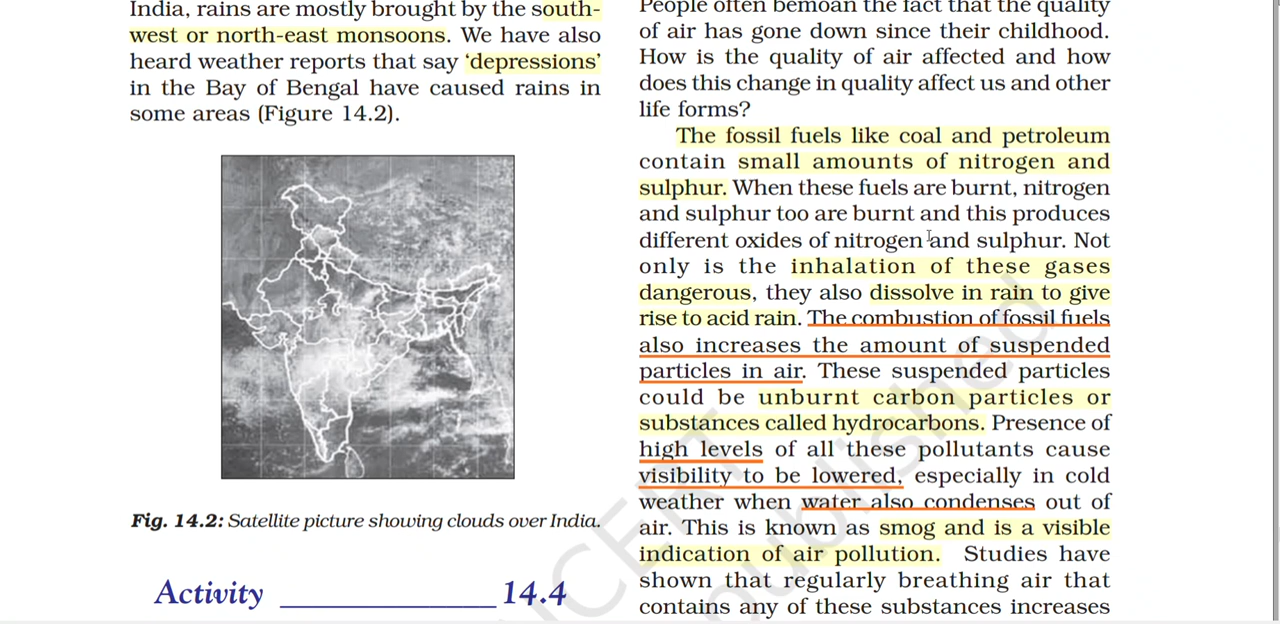 India, rains are mostly brought by the south-
west or north-east monsoons. We have also
heard weather reports that say ‘depressions’
in the Bay of Bengal have caused rains in
some areas (Figure 14.2).
Fig. 14.2: Satellite picture showing clouds over India.
Activity ______________ 14.4
People often bemoan the fact that the quality
of air has gone down since their childhood.
How is the quality of air affected and how
does this change in quality affect us and other
life forms?
The fossil fuels like coal and petroleum
contain small amounts of nitrogen and
sulphur. When these fuels are burnt, nitrogen
and sulphur too are burnt and this produces
different oxides of nitrogen and sulphur. Not
only is the inhalation of these gases
dangerous, they also dissolve in rain to give
rise to acid rain. The combustion of fossil fuels
also increases the amount of suspended
particles in air. These suspended particles
could be unburnt carbon particles or
substances called hydrocarbons. Presence of
high levels of all these pollutants cause
visibility to be lowered, especially in cold
weather when water also condenses out of
air. This is known as smog and is a visible
indication of air pollution. Studies have
shown that regularly breathing air that
contains any of these substances increases
NCERT
published